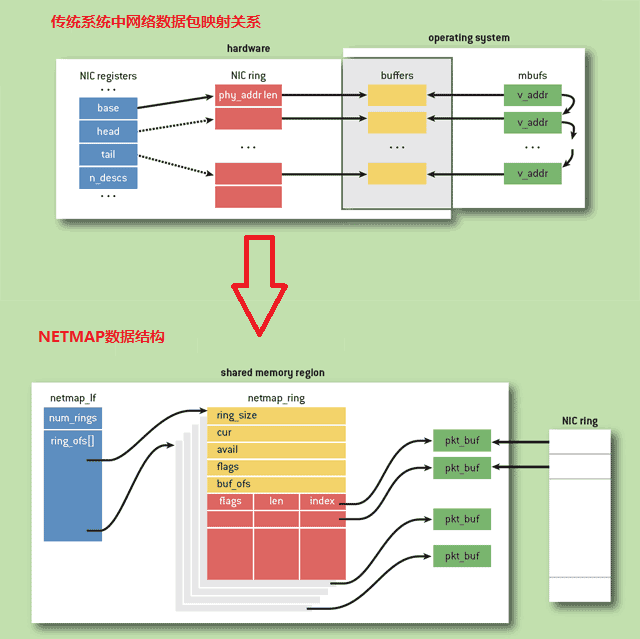 传统系统中网络数据包映射关系
hardware
operating system
NIC registers
NIC ring
buffers
mbufs
...
base
phy_addr len
v_addr
head
v_addr
tail
...
...
...
n_descs
v_addr
...
NETMAP数据结构
shared memory region
netmap_lf
netmap_ring
NIC ring
num_rings
ring_size
ring_ofs[]
cur
pkt_buf
avail
flags
pkt_buf
buf_ofs
flags len index
pkt_buf
pkt_buf